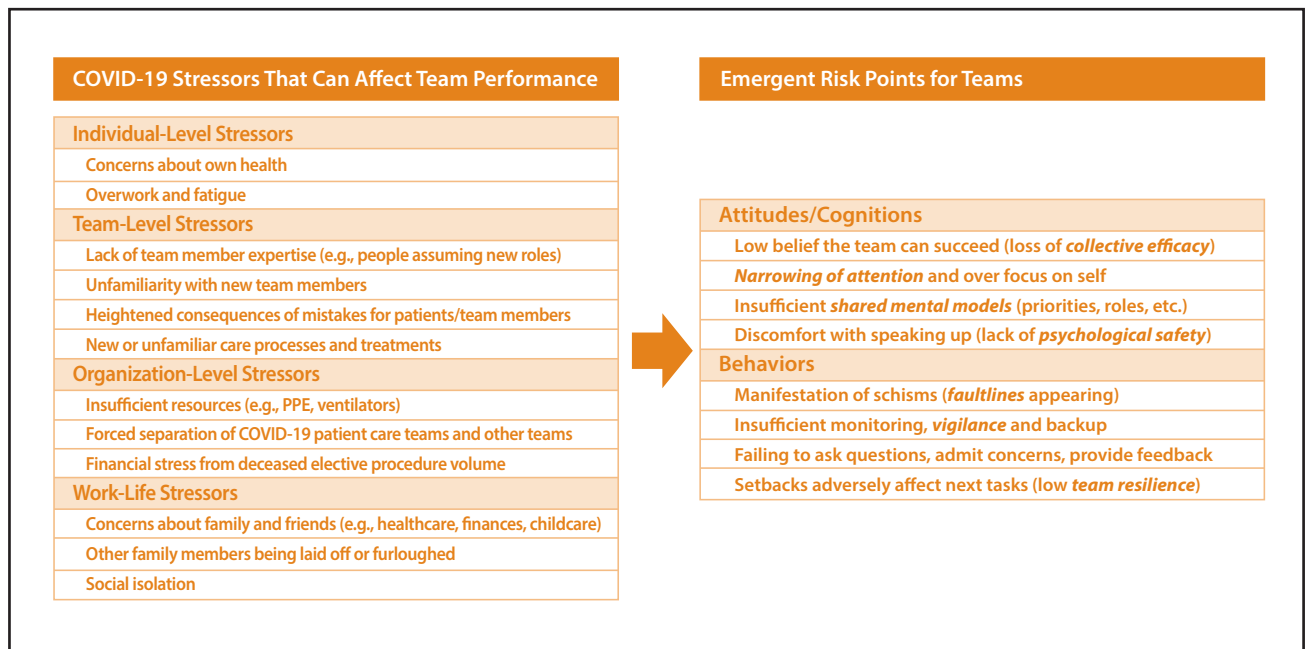 COVID-19 Stressors That Can Affect Team Performance
Individual-Level Stressors
Concerns about own health
Overwork and fatigue
Team-Level Stressors
Lack of team member expertise (e.g., people assuming new roles)
Unfamiliarity with new team members
Heightened consequences of mistakes for patients/team members
New or unfamiliar care processes and treatments
Organization-Level Stressors
Insufficient resources (e.g., PPE, ventilators)
Forced separation of COVID-19 patient care teams and other teams
Financial stress from deceased elective procedure volume
Work-Life Stressors
Concerns about family and friends (e.g., healthcare, finances, childcare)
Other family members being laid off or furloughed
Social isolation
Emergent Risk Points for Teams
Attitudes/Cognitions
Low belief the team can succeed (loss of collective efficacy)
Narrowing of attention and over focus on self
Insufficient shared mental models (priorities, roles, etc.)
Discomfort with speaking up (lack of psychological safety)
Behaviors
Manifestation of schisms (faultlines appearing)
Insufficient monitoring, vigilance and backup
Failing to ask questions, admit concerns, provide feedback
Setbacks adversely affect next tasks (low team resilience)